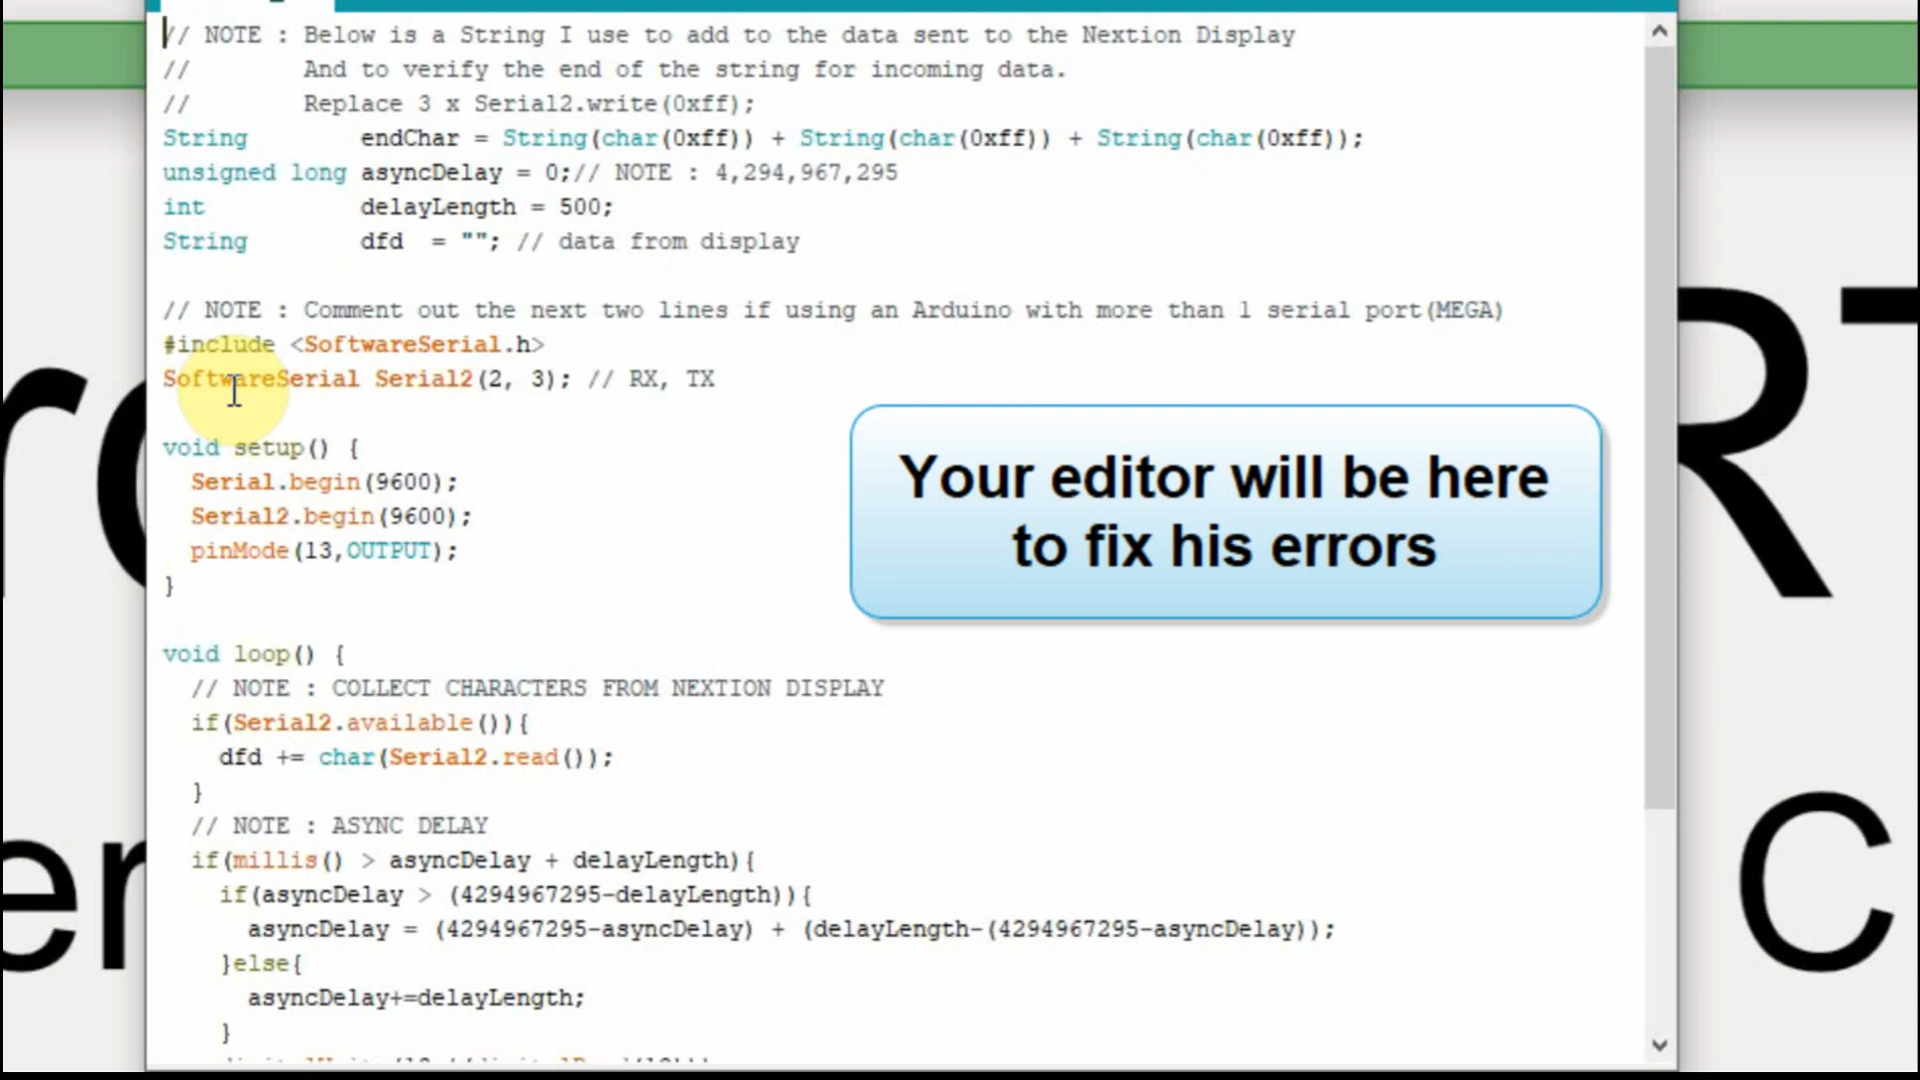 // NOTE : Below is a String I use to add to the data sent to the Nextion Display
//        And to verify the end of the string for incoming data.
//        Replace 3 x Serial2.write(0xff);
String        endChar = String(char(0xff)) + String(char(0xff)) + String(char(0xff));
unsigned long asyncDelay = 0;// NOTE : 4,294,967,295
int           delayLength = 500;
String        dfd  = ""; // data from display
// NOTE : Comment out the next two lines if using an Arduino with more than 1 serial port(MEGA)
#include <SoftwareSerial.h>
SoftwareSerial Serial2(2, 3); // RX, TX
void setup() {
  Serial.begin(9600);
  Serial2.begin(9600);
  pinMode(13,OUTPUT);
}
Your editor will be here
to fix his errors
void loop() {
  // NOTE : COLLECT CHARACTERS FROM NEXTION DISPLAY
  if(Serial2.available()){
    dfd += char(Serial2.read());
  }
  // NOTE : ASYNC DELAY
  if(millis() > asyncDelay + delayLength){
    if(asyncDelay > (4294967295-delayLength)){
      asyncDelay = (4294967295-asyncDelay) + (delayLength-(4294967295-asyncDelay));
    }else{
      asyncDelay+=delayLength;
    }